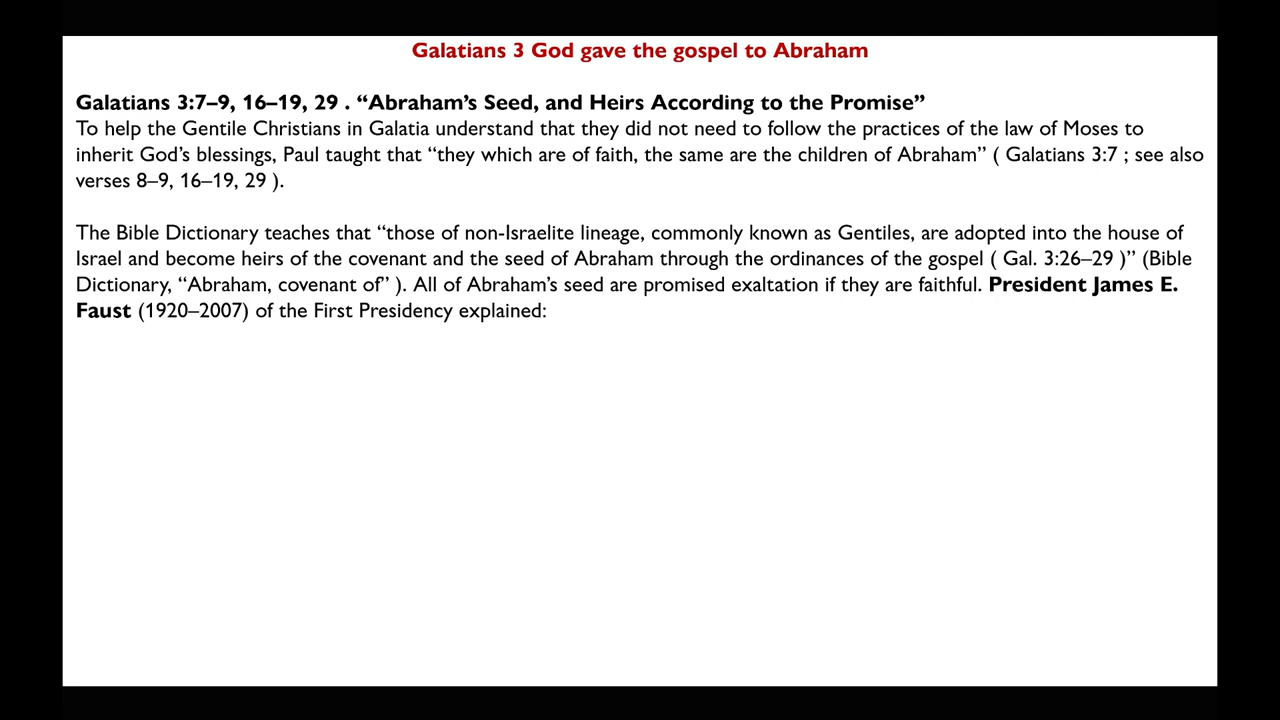 Galatians 3 God gave the gospel to Abraham
Galatians 3:7–9, 16–19, 29 . “Abraham’s Seed, and Heirs According to the Promise”
To help the Gentile Christians in Galatia understand that they did not need to follow the practices of the law of Moses to
inherit God’s blessings, Paul taught that “they which are of faith, the same are the children of Abraham” ( Galatians 3:7 ; see also
verses 8–9, 16–19, 29 ).
The Bible Dictionary teaches that “those of non-Israelite lineage, commonly known as Gentiles, are adopted into the house of
Israel and become heirs of the covenant and the seed of Abraham through the ordinances of the gospel ( Gal. 3:26–29 )” (Bible
Dictionary, “Abraham, covenant of” ). All of Abraham’s seed are promised exaltation if they are faithful. President James E.
Faust (1920–2007) of the First Presidency explained: